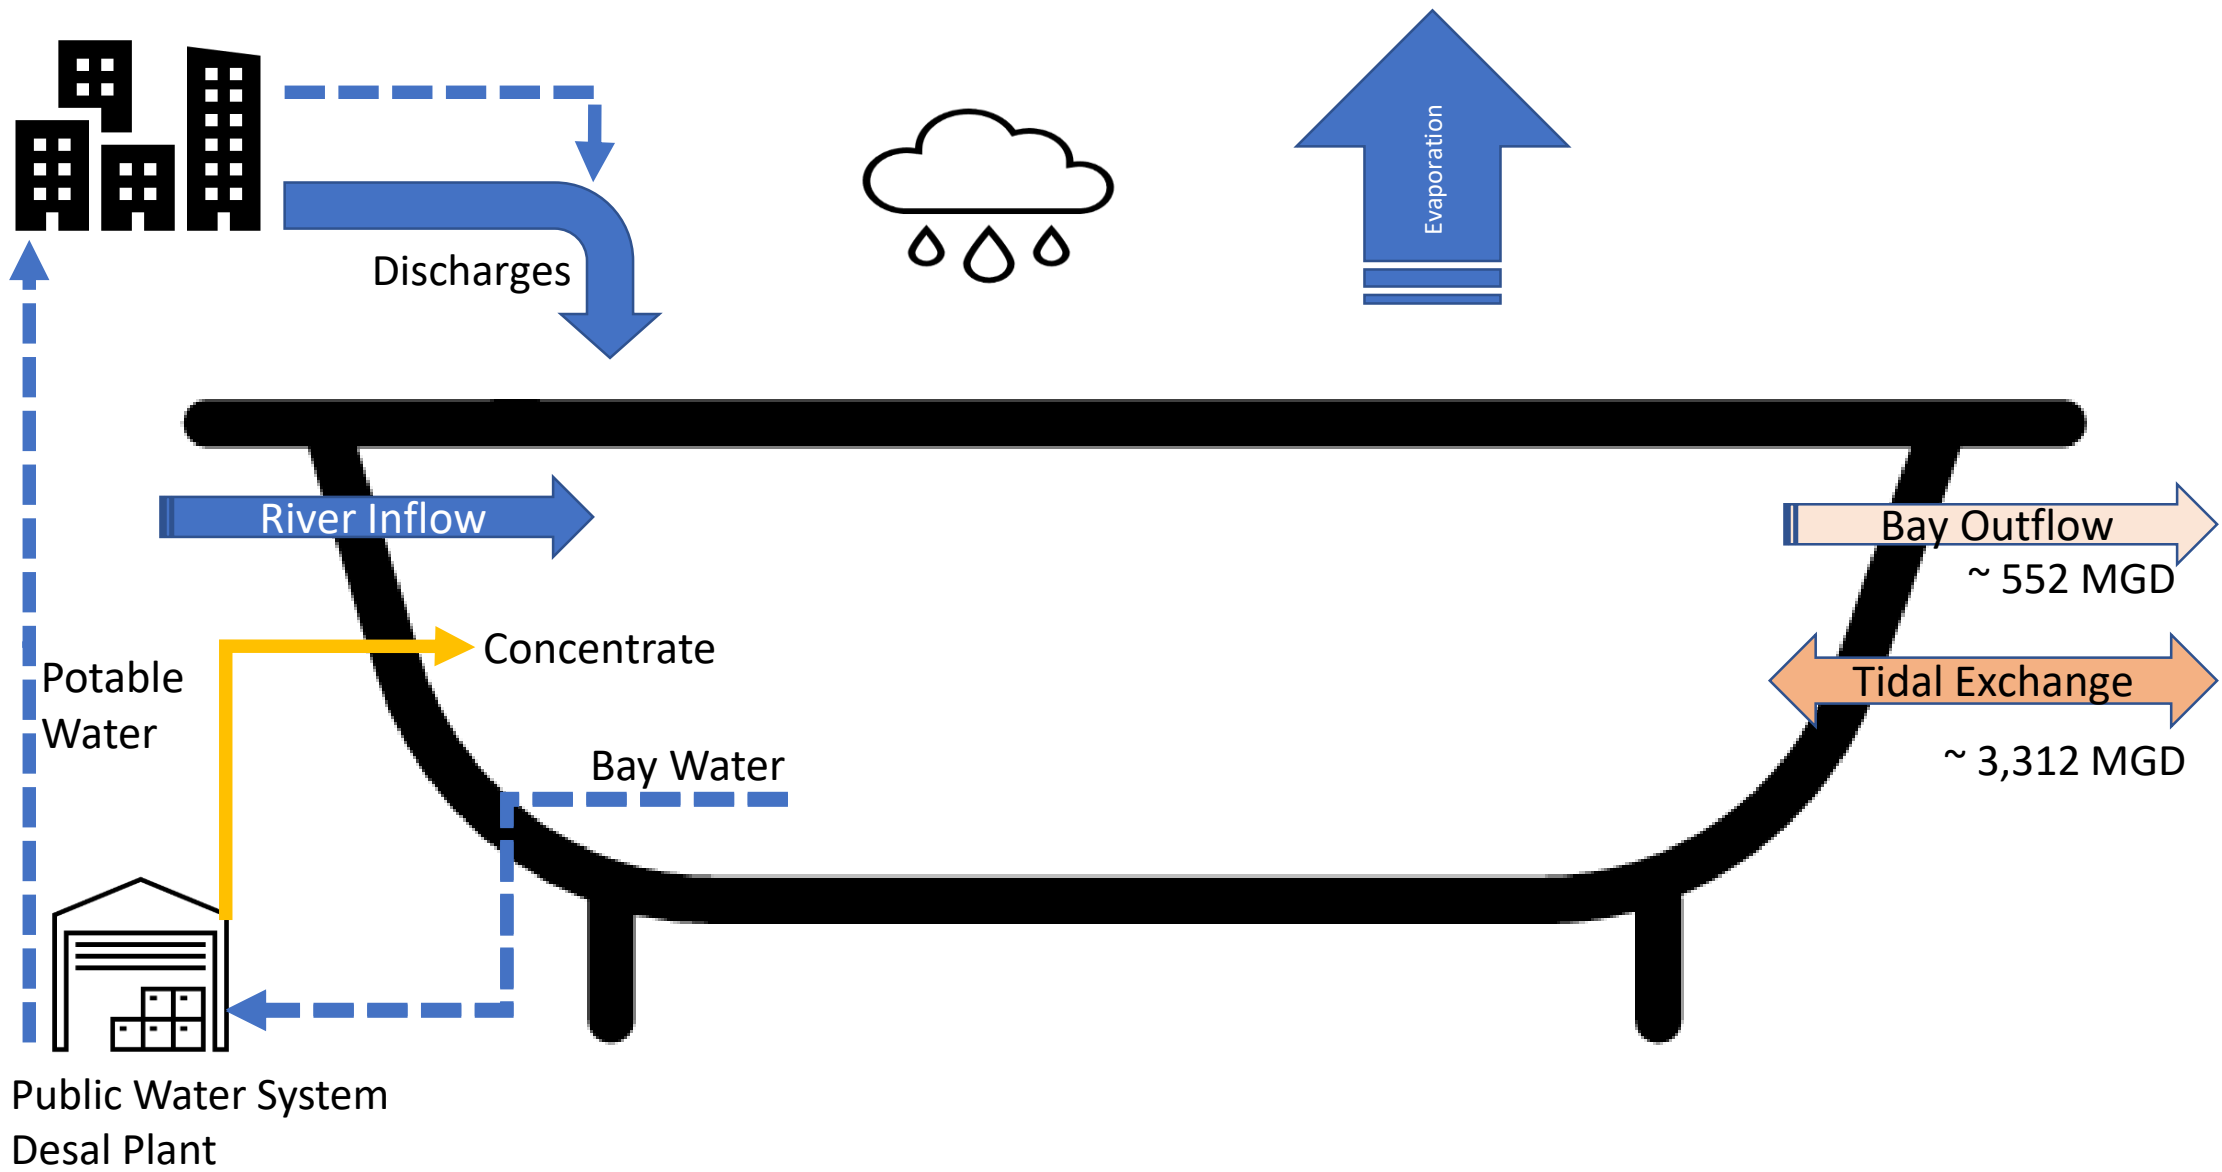 Evaporation
Discharges
River Inflow
Bay Outflow
~ 552 MGD
Concentrate
Potable
Water
Tidal Exchange
~ 3,312 MGD
Bay Water
Public Water System
Desal Plant